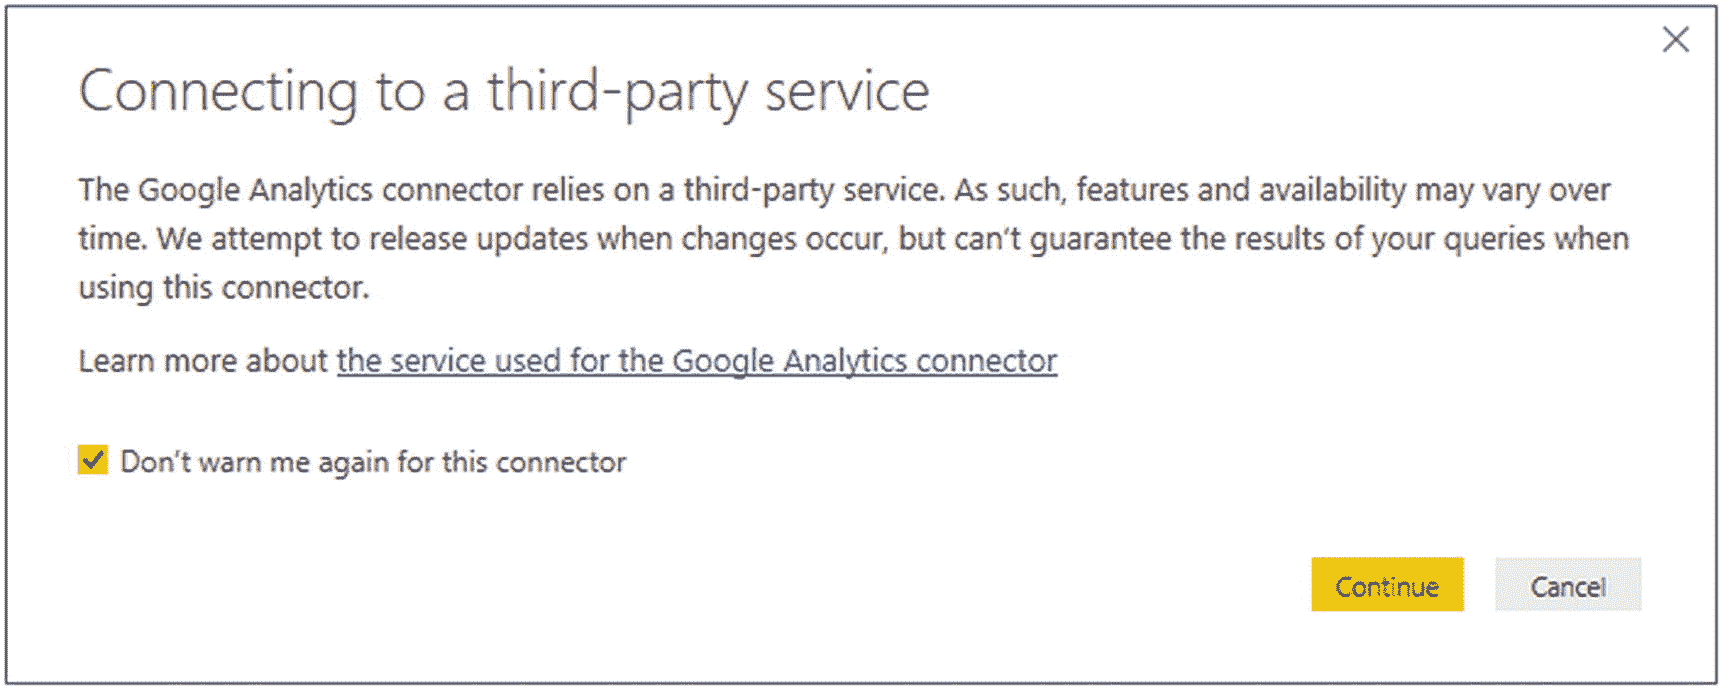 Connecting to a third-party service
The Google Analytics connector relies on a third-party service. As such, features and availability may vary over
time. We attempt to release updates when changes occur, but can't guarantee the results of your queries when
using this connector.
Learn more about the service used for the Google Analytics connector
Don't warn me again for this connector
Continue
Cancel